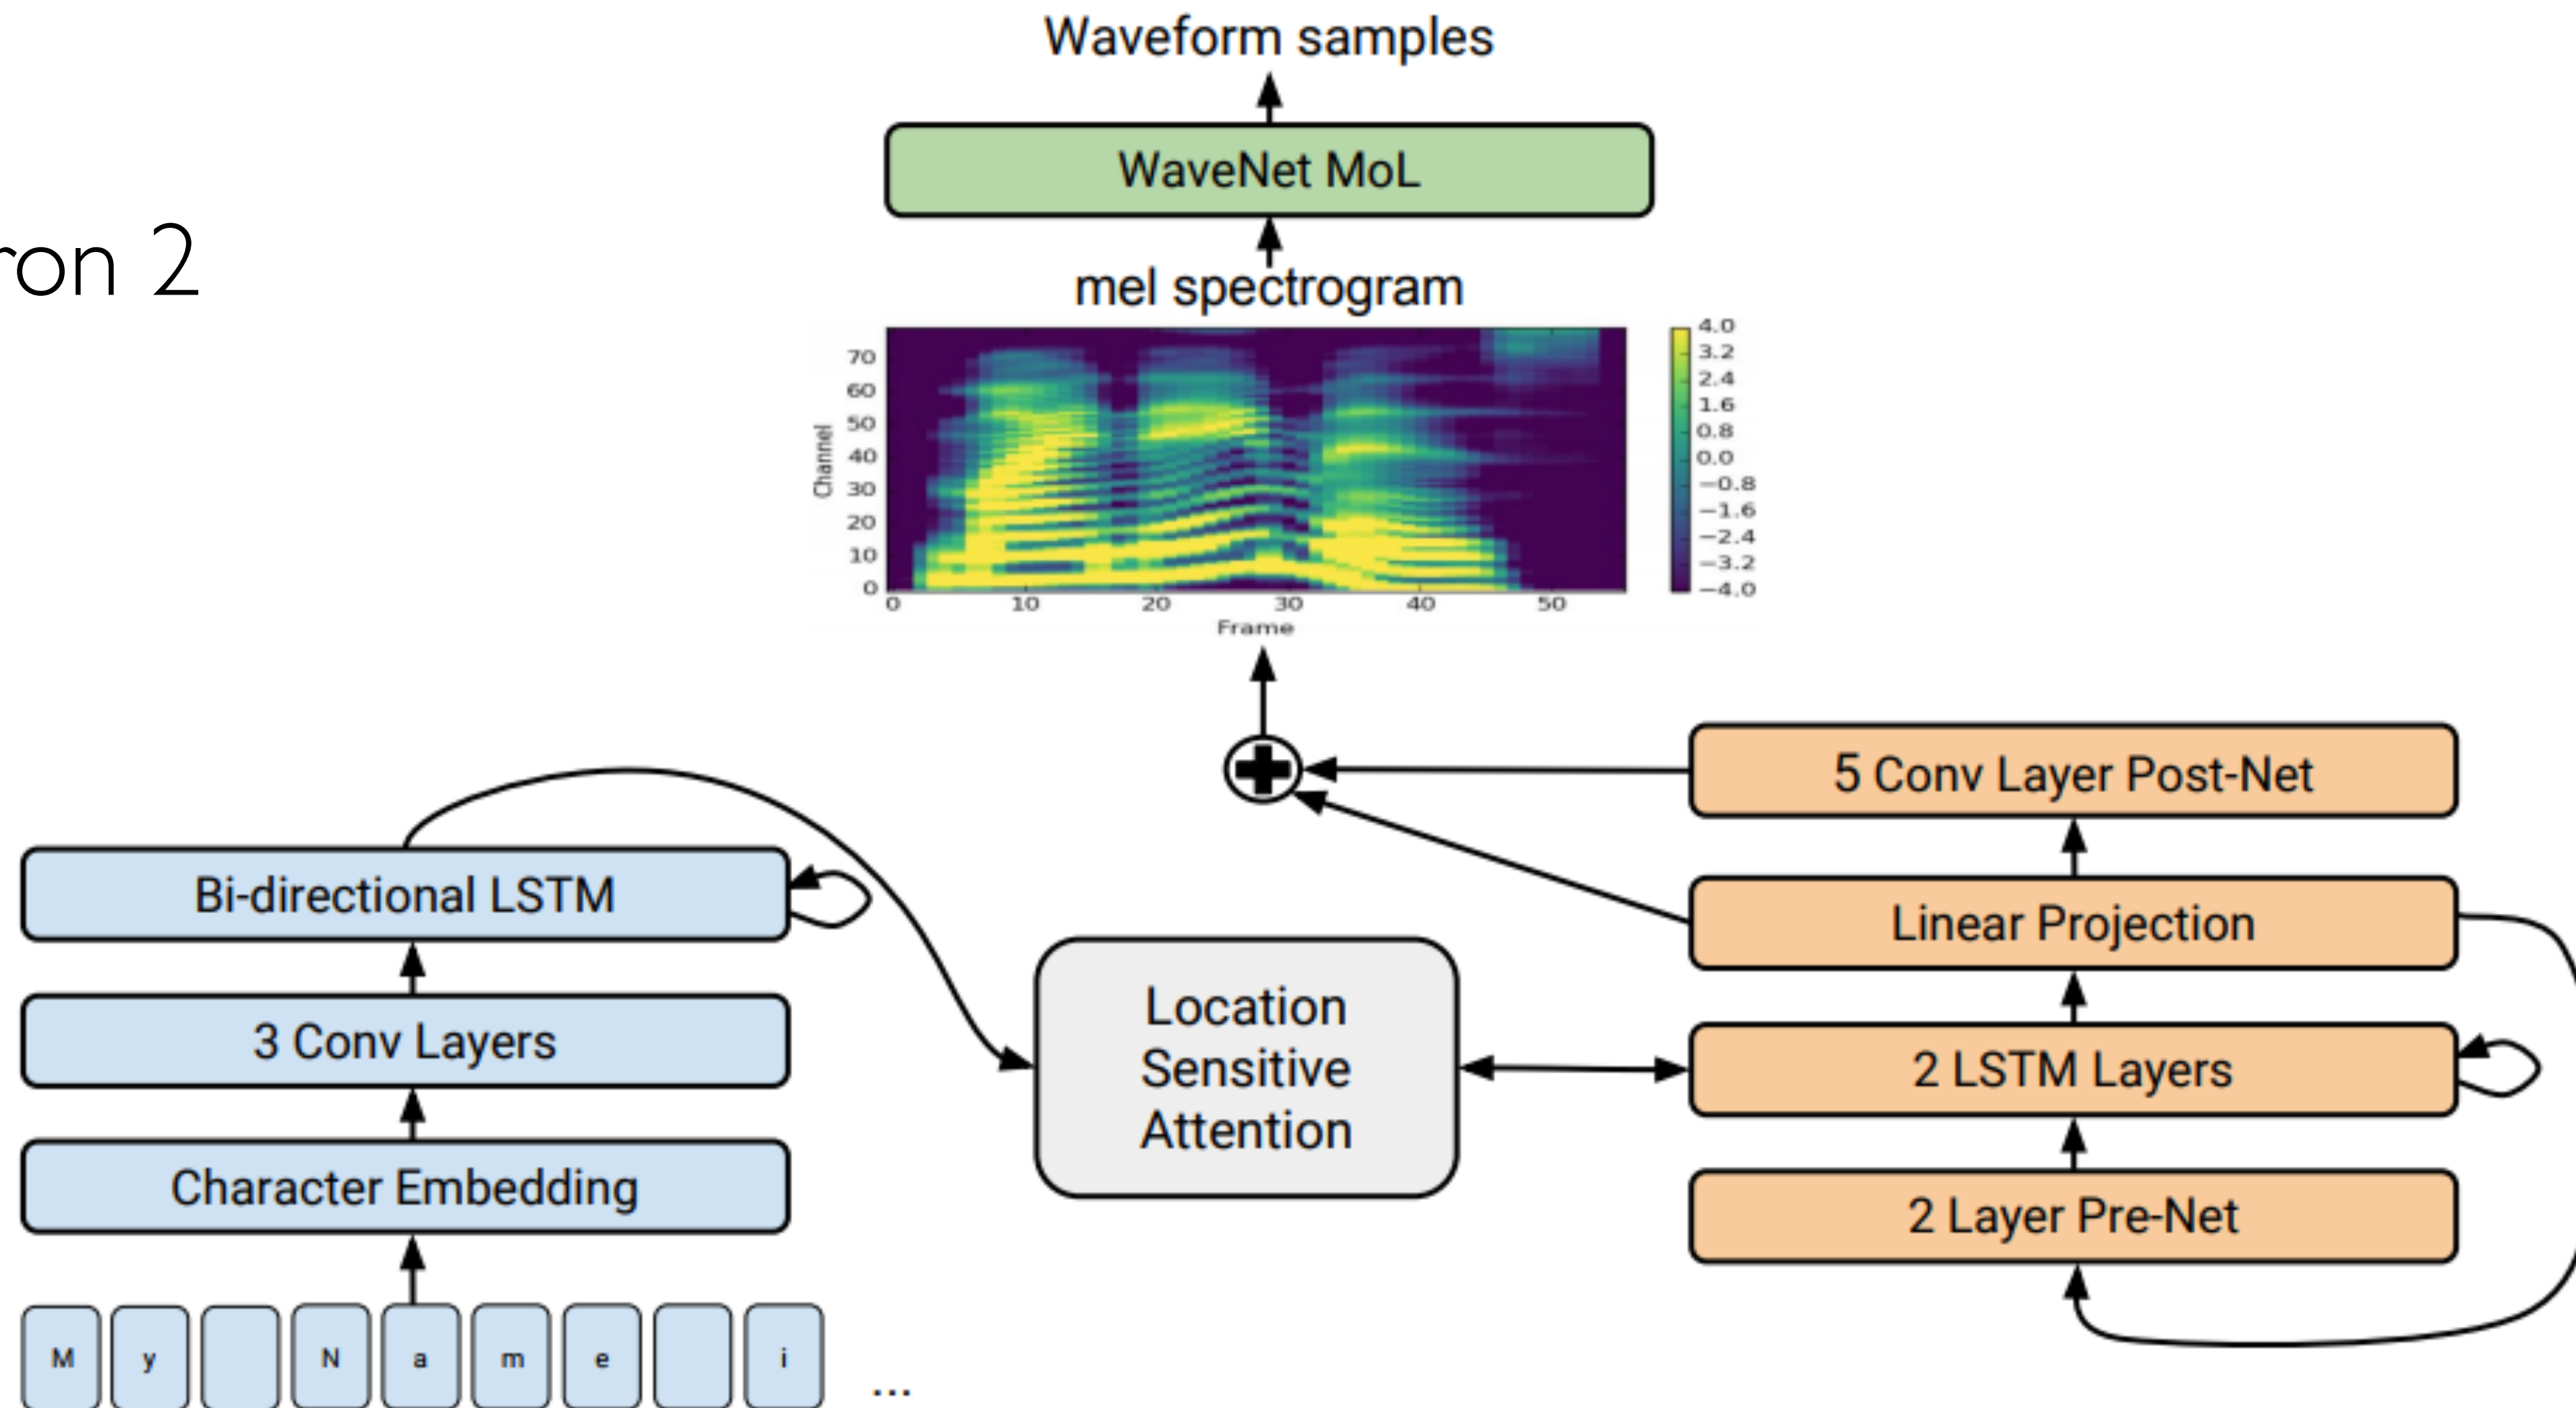 Waveform samples
WaveNet MoL
ron 2
mel spectrogram
Channel
70
60
50
40
30
20
10
0
0 10 20 30 40 50
Frame
4.0
3.2
2.4
1.6
0.8
0.0
−0.8
−1.6
−2.4
−3.2
−4.0
5 Conv Layer Post-Net
Linear Projection
2 LSTM Layers
2 Layer Pre-Net
Location
Sensitive
Attention
Bi-directional LSTM
3 Conv Layers
Character Embedding
M y N a m e i ...